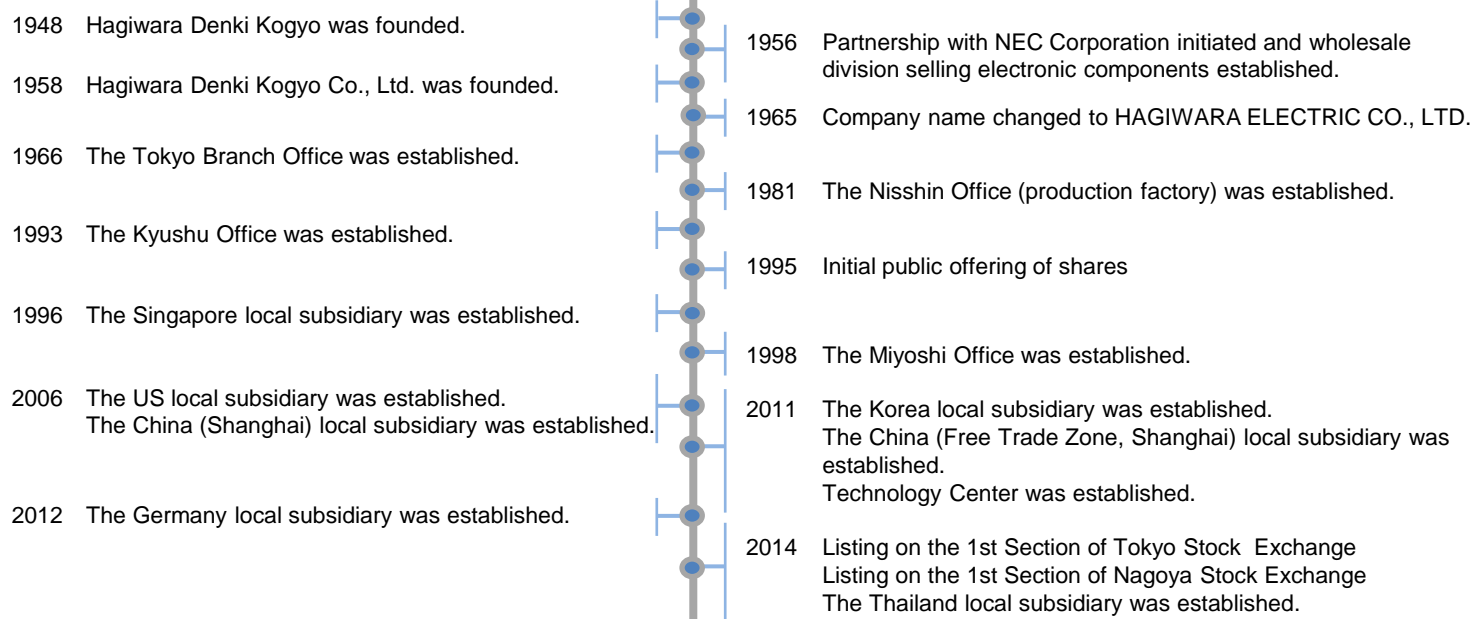 1948 Hagiwara Denki Kogyo was founded.
1956 Partnership with NEC Corporation initiated and wholesale
division selling electronic components established.
1958 Hagiwara Denki Kogyo Co., Ltd. was founded.
1965 Company name changed to HAGIWARA ELECTRIC CO., LTD.
1966 The Tokyo Branch Office was established.
1981 The Nisshin Office (production factory) was established.
1993 The Kyushu Office was established.
1995 Initial public offering of shares
1996 The Singapore local subsidiary was established.
1998 The Miyoshi Office was established.
2006 The US local subsidiary was established.
The China (Shanghai) local subsidiary was established.
2011 The Korea local subsidiary was established.
The China (Free Trade Zone, Shanghai) local subsidiary was
established.
Technology Center was established.
2012 The Germany local subsidiary was established.
2014 Listing on the 1st Section of Tokyo Stock Exchange
Listing on the 1st Section of Nagoya Stock Exchange
The Thailand local subsidiary was established.